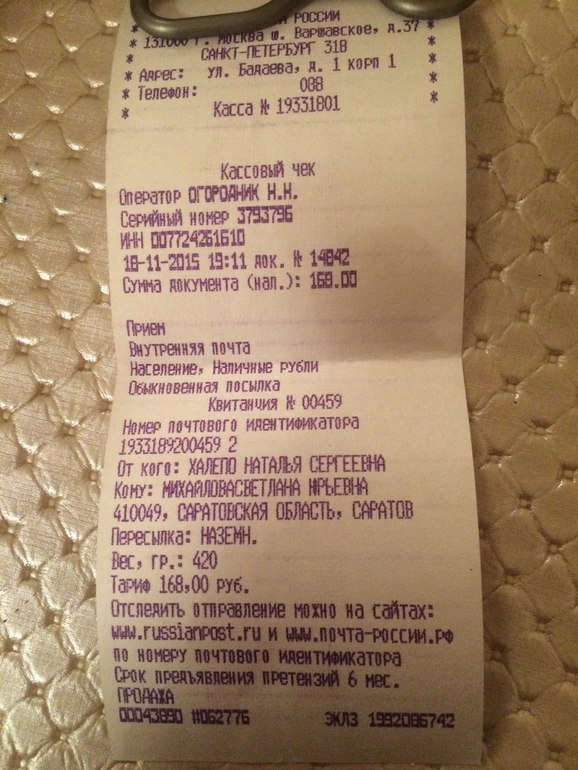 РОССИИ
* 131000 г. Москва ш. Варшавское, д.37 *
* САНКТ-ПЕТЕРБУРГ 318 *
* Адрес: ул. Бадаева, д. 1 корп 1 *
* Телефон: 088 *
* Касса № 19331801 *
Кассовый чек
Оператор ОГОРОДНИК Н.Н.
Серийный номер 3793796
ИНН 007724261610
18-11-2015 19:11 док. № 14842
Сумма документа (нал.): 168.00
Прием
Внутренняя почта
Население, Наличные рубли
Обыкновенная посылка
Квитанция № 00459
Номер почтового идентификатора
1933189200459 2
От кого: ХАЛЕПО НАТАЛЬЯ СЕРГЕЕВНА
Кому: МИХАЙЛОВАСВЕТЛАНА ЮРЬЕВНА
410049, САРАТОВСКАЯ ОБЛАСТЬ, САРАТОВ
Пересылка: НАЗЕМН.
Вес, гр.: 420
Тариф 168,00 руб.
Отследить отправление можно на сайтах:
www.russianpost.ru и www.почта-россии.рф
по номеру почтового идентификатора
Срок предъявления претензий 6 мес.
ПРОДАЖА
00043890 #062776 ЭКЛЗ 1992086742